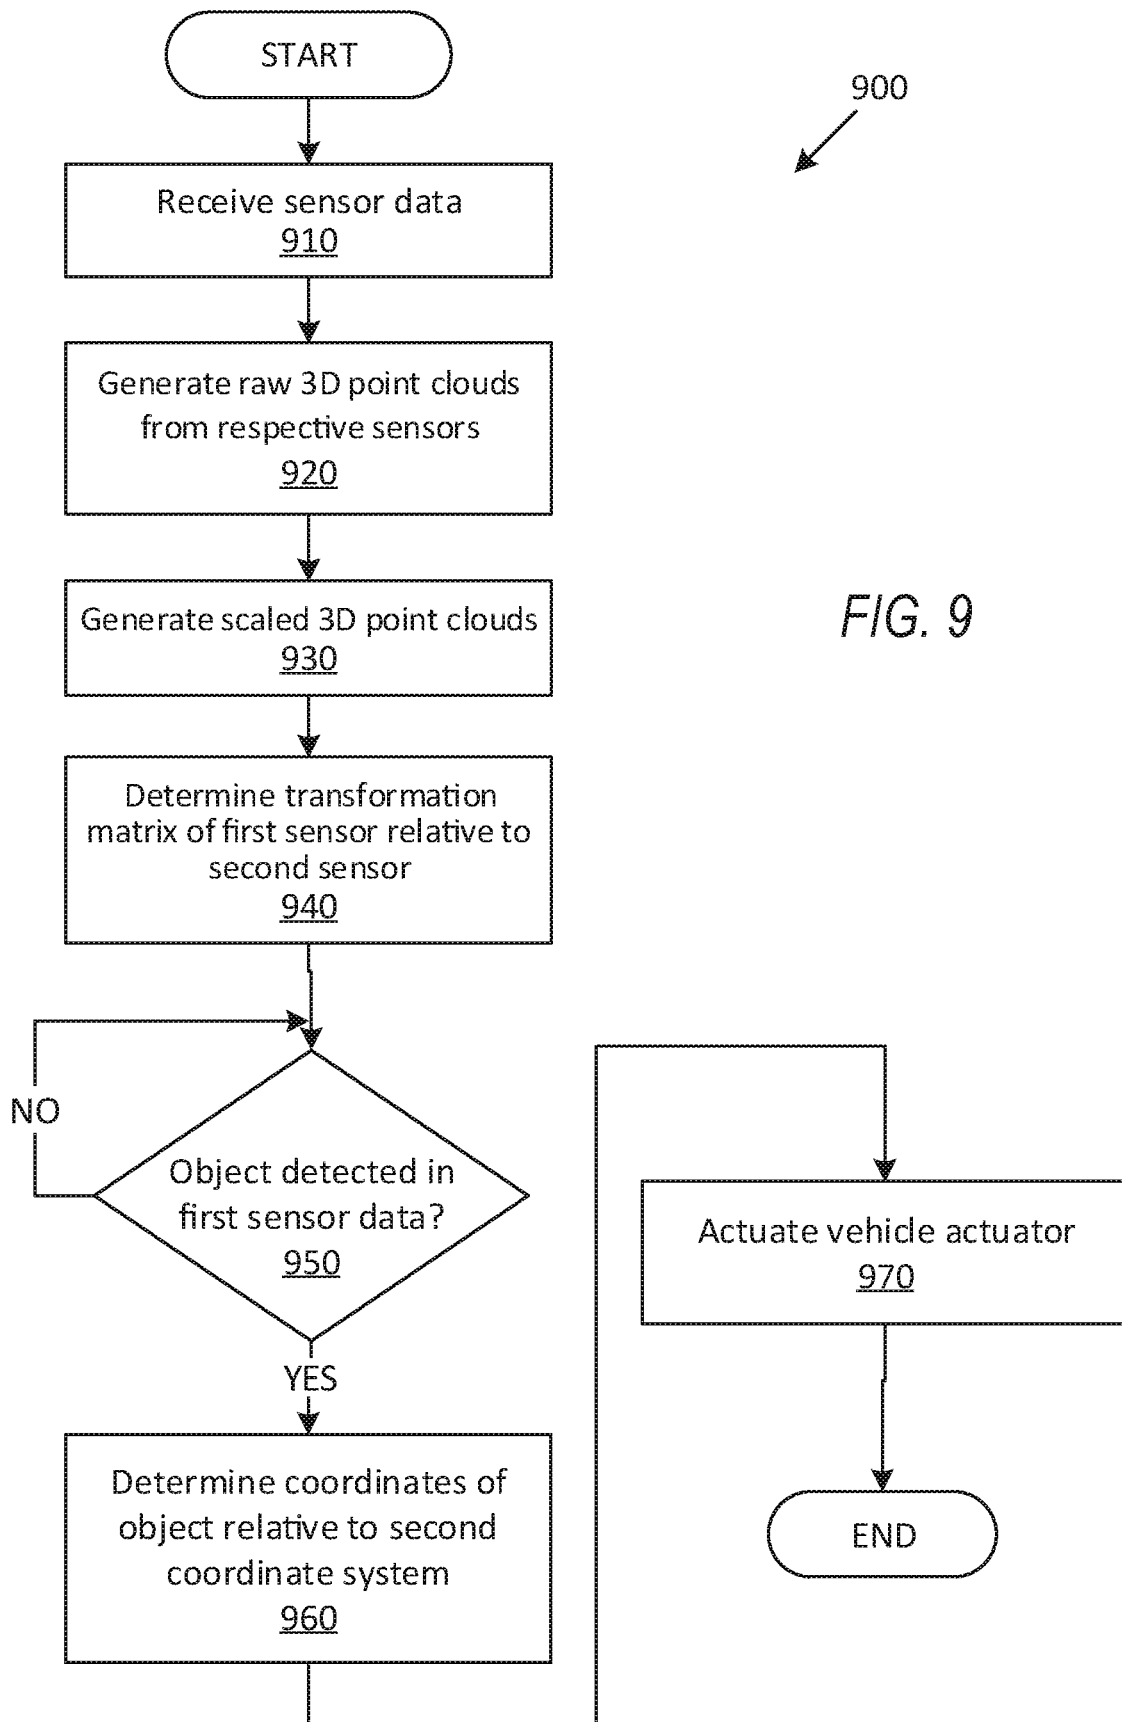 START
900
Receive sensor data
910
Generate raw 3D point clouds
from respective sensors
920
Generate scaled 3D point clouds
930
FIG. 9
Determine transformation
matrix of first sensor relative to
second sensor
940
NO
Object detected in
first sensor data?
950
YES
Determine coordinates of
object relative to second
coordinate system
960
Actuate vehicle actuator
970
END